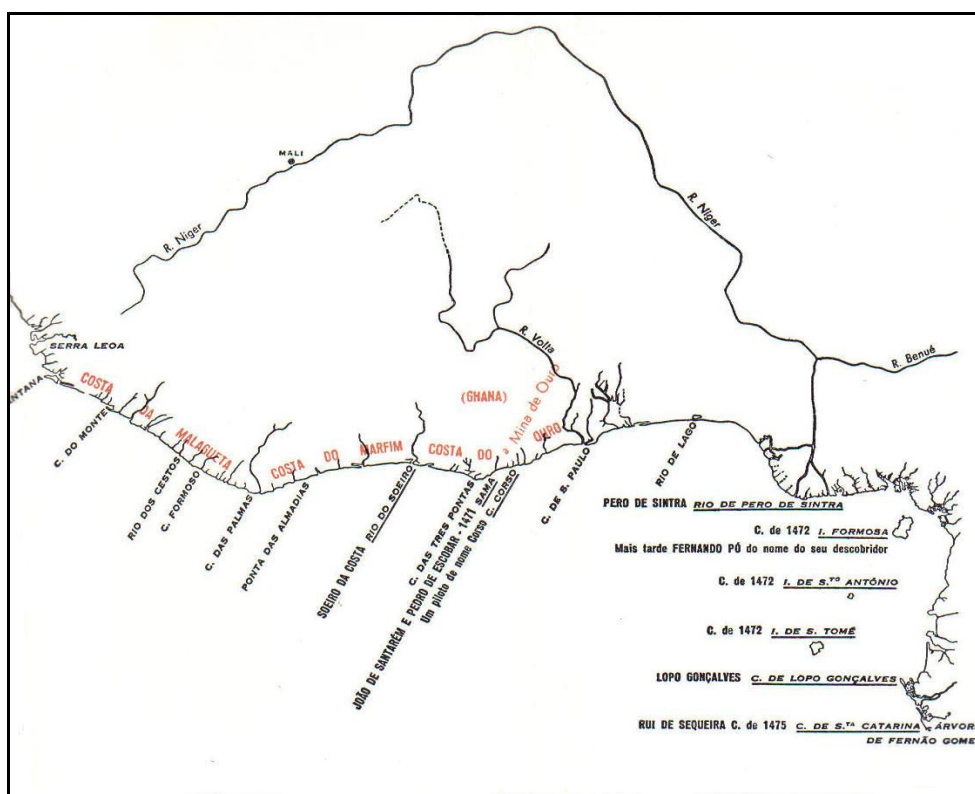 MALI
R. Niger
R. Niger
R. Volta
R. Benué
SERRA LEOA
COSTA DA MALAGUETA
COSTA DO MARFIM
COSTA DO OURO
(GHANA)
a Mina de Ouro
NTANA
C. DO MONTE
RIO DOS CESTOS
C. FORMOSO
C. DAS PALMAS
PONTA DAS ALMADIAS
SOEIRO DA COSTA RIO DO SOEIRO
C. DAS TRES PONTAS
JOÃO DE SANTARÉM E PEDRO DE ESCOBAR - 1471 SAMA
Um piloto de nome Corso C. CORSO
C. DE S. PAULO
RIO DE LAGO
PERO DE SINTRA RIO DE PERO DE SINTRA
C. de 1472 I. FORMOSA
Mais tarde FERNANDO PÓ do nome do seu descobridor
C. de 1472 I. DE S.TO ANTÓNIO
C. de 1472 I. DE S. TOMÉ
LOPO GONÇALVES C. DE LOPO GONÇALVES
RUI DE SEQUEIRA C. de 1475 C. DE S.TA CATARINA - ÁRVOR
DE FERNÃO GOME